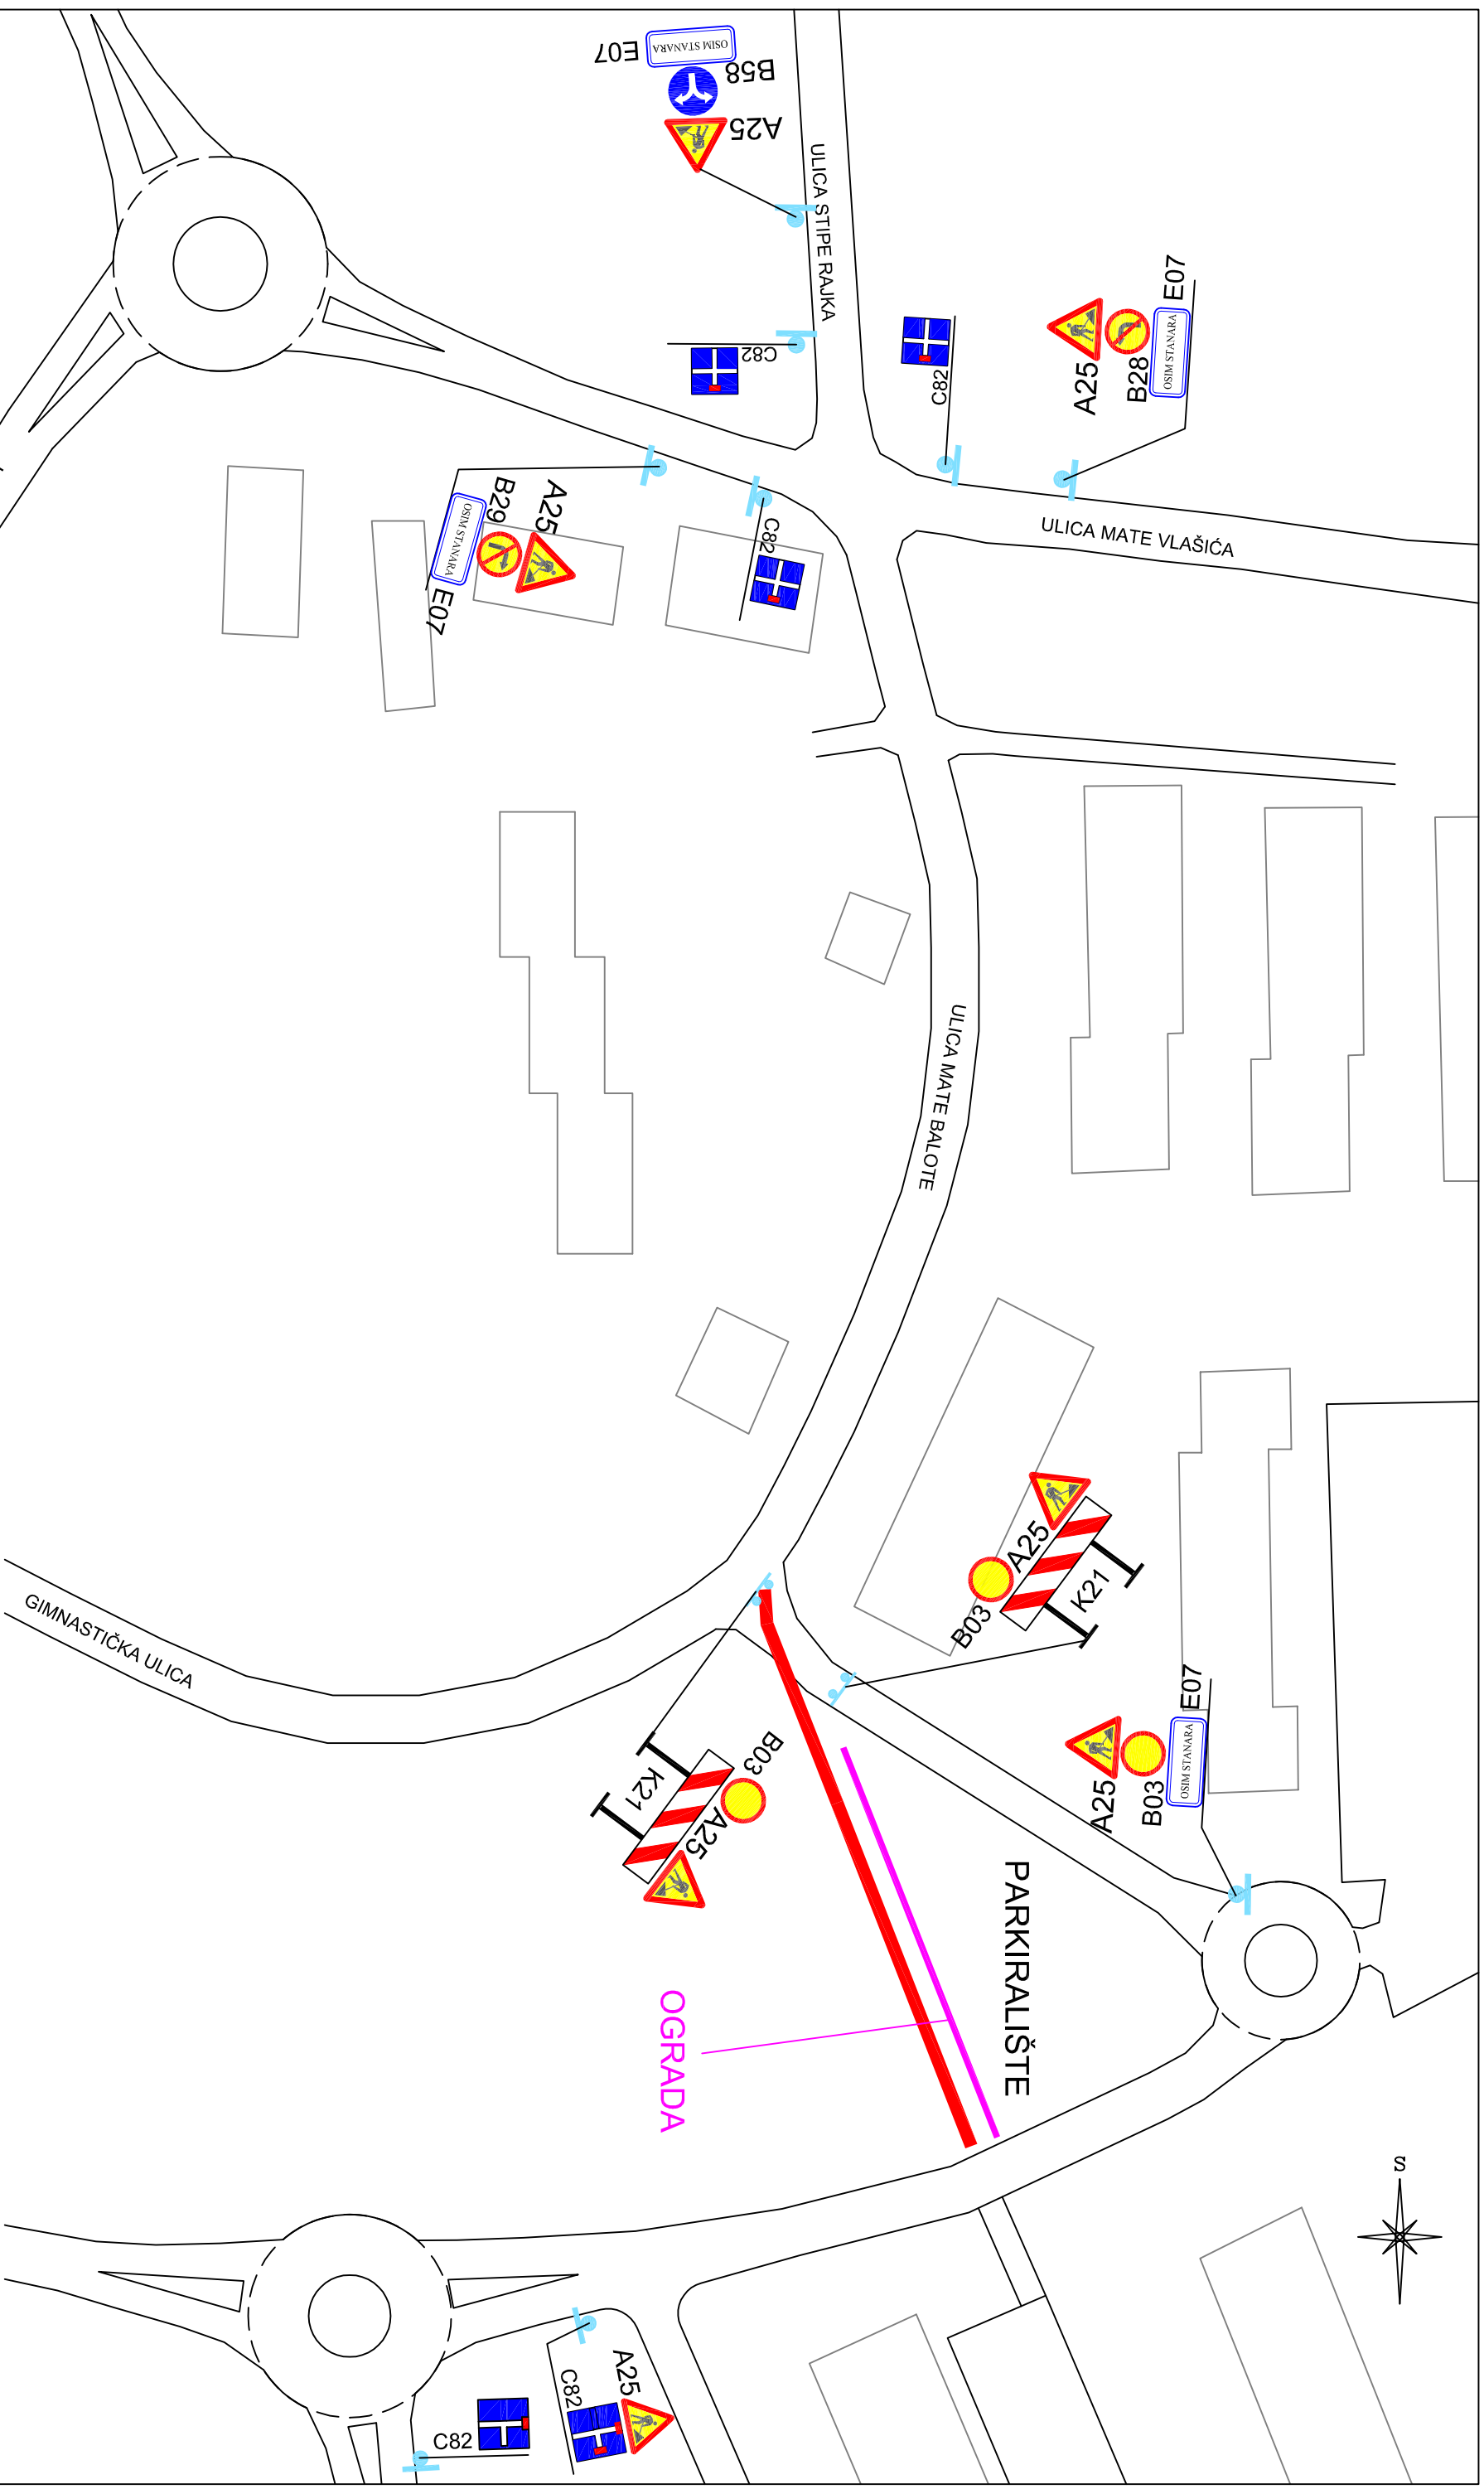 OSIM STANARA
E07
B58
A25
ULICA STIPE RAJKA
C82
C82
E07
OSIM STANARA
B28
A25
ULICA MATE VLAŠIĆA
A25
B29
OSIM STANARA
E07
C82
ULICA MATE BALOTE
A25
K21
B03
GIMNASTIČKA ULICA
E07
OSIM STANARA
A25
B03
B03
K21
A25
PARKIRALIŠTE
OGRADA
S
A25
C82
C82